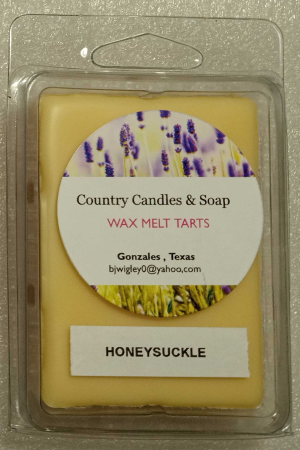 Country Candles & Soap
WAX MELT TARTS
Gonzales , Texas
bjwigley0@yahoo,com
HONEYSUCKLE